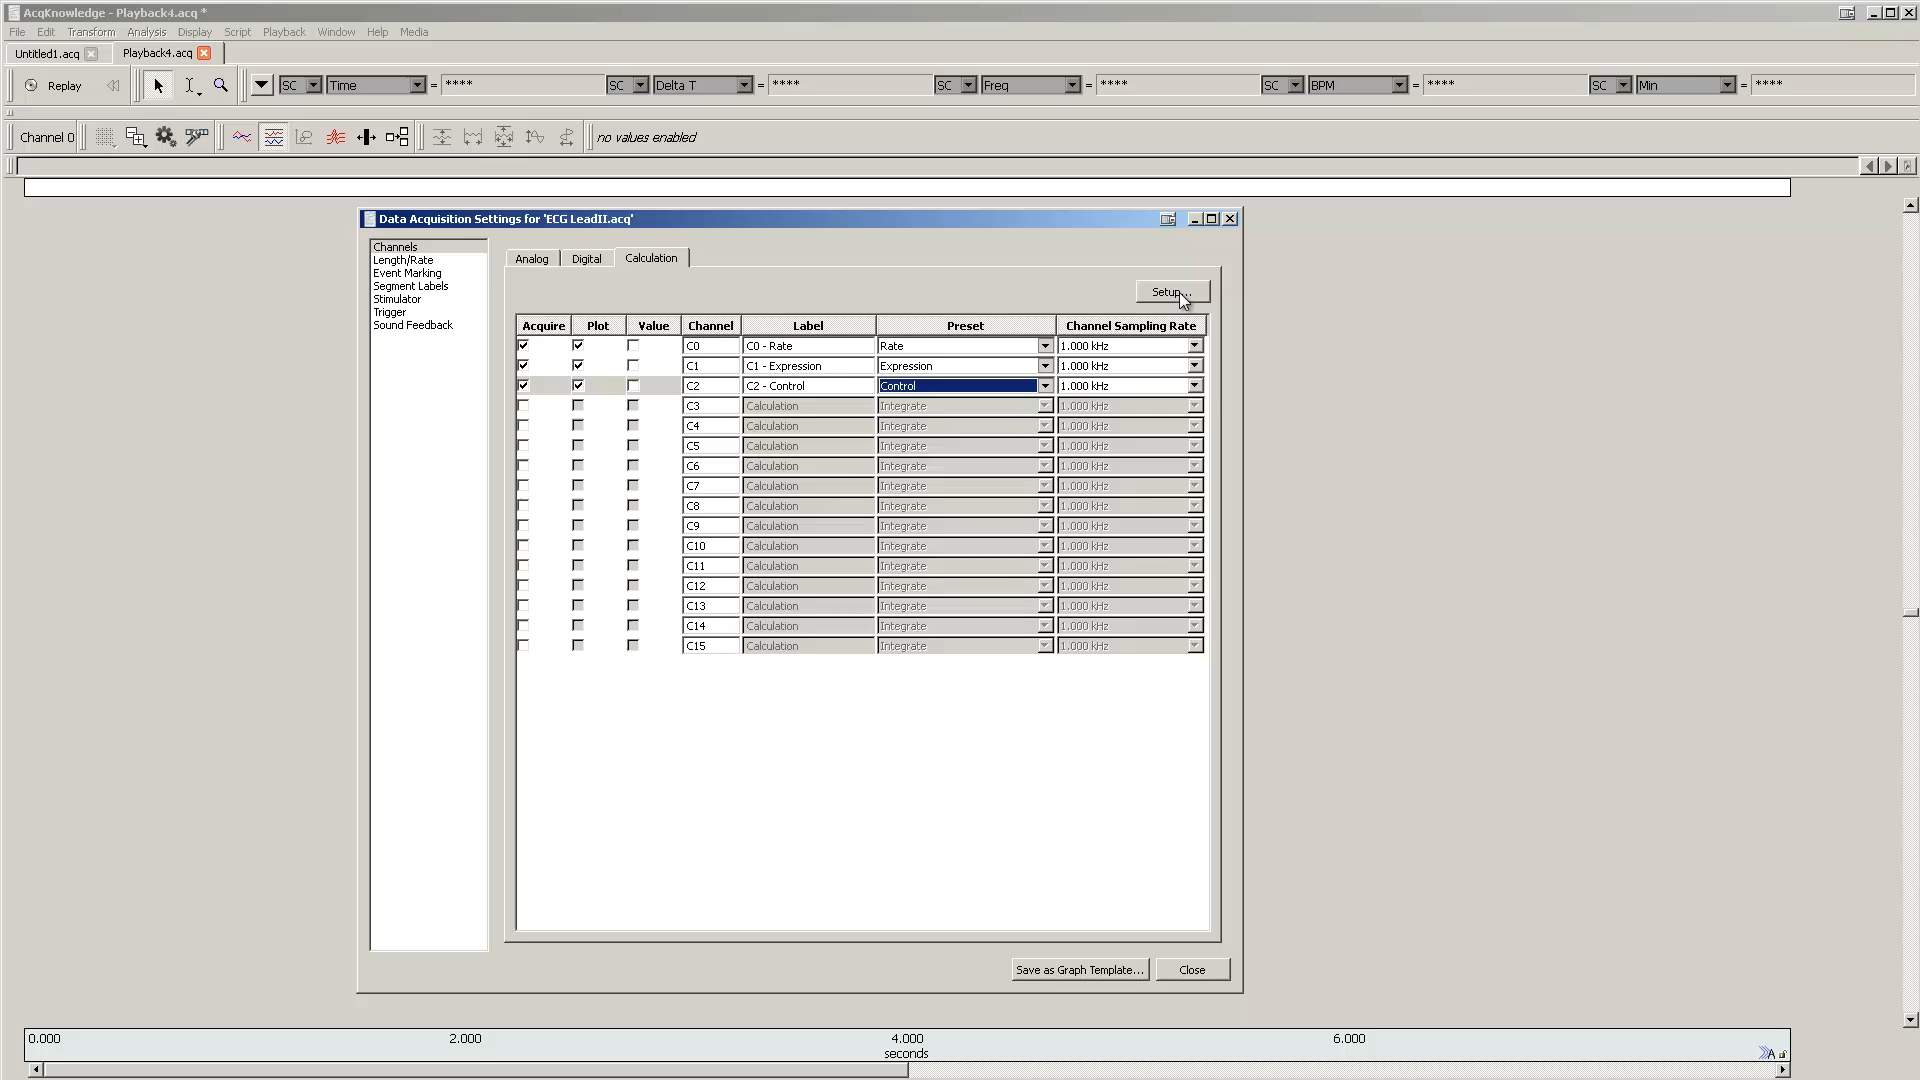 AcqKnowledge - Playback4.acq *
File Edit Transform Analysis Display Script Playback Window Help Media
Untitled1.acq Playback4.acq
Replay SC Time = **** SC Delta T = **** SC Freq = **** SC BPM = **** SC Min = ****
Channel 0 no values enabled
Data Acquisition Settings for 'ECG LeadII.acq'
Channels
Length/Rate
Event Marking
Segment Labels
Stimulator
Trigger
Sound Feedback
Analog Digital Calculation
Setup...
Acquire Plot Value Channel Label Preset Channel Sampling Rate
C0 C0 - Rate Rate 1.000 kHz
C1 C1 - Expression Expression 1.000 kHz
C2 C2 - Control Control 1.000 kHz
C3 Calculation Integrate 1.000 kHz
C4 Calculation Integrate 1.000 kHz
C5 Calculation Integrate 1.000 kHz
C6 Calculation Integrate 1.000 kHz
C7 Calculation Integrate 1.000 kHz
C8 Calculation Integrate 1.000 kHz
C9 Calculation Integrate 1.000 kHz
C10 Calculation Integrate 1.000 kHz
C11 Calculation Integrate 1.000 kHz
C12 Calculation Integrate 1.000 kHz
C13 Calculation Integrate 1.000 kHz
C14 Calculation Integrate 1.000 kHz
C15 Calculation Integrate 1.000 kHz
Save as Graph Template... Close
0.000 2.000 4.000 6.000
seconds
A